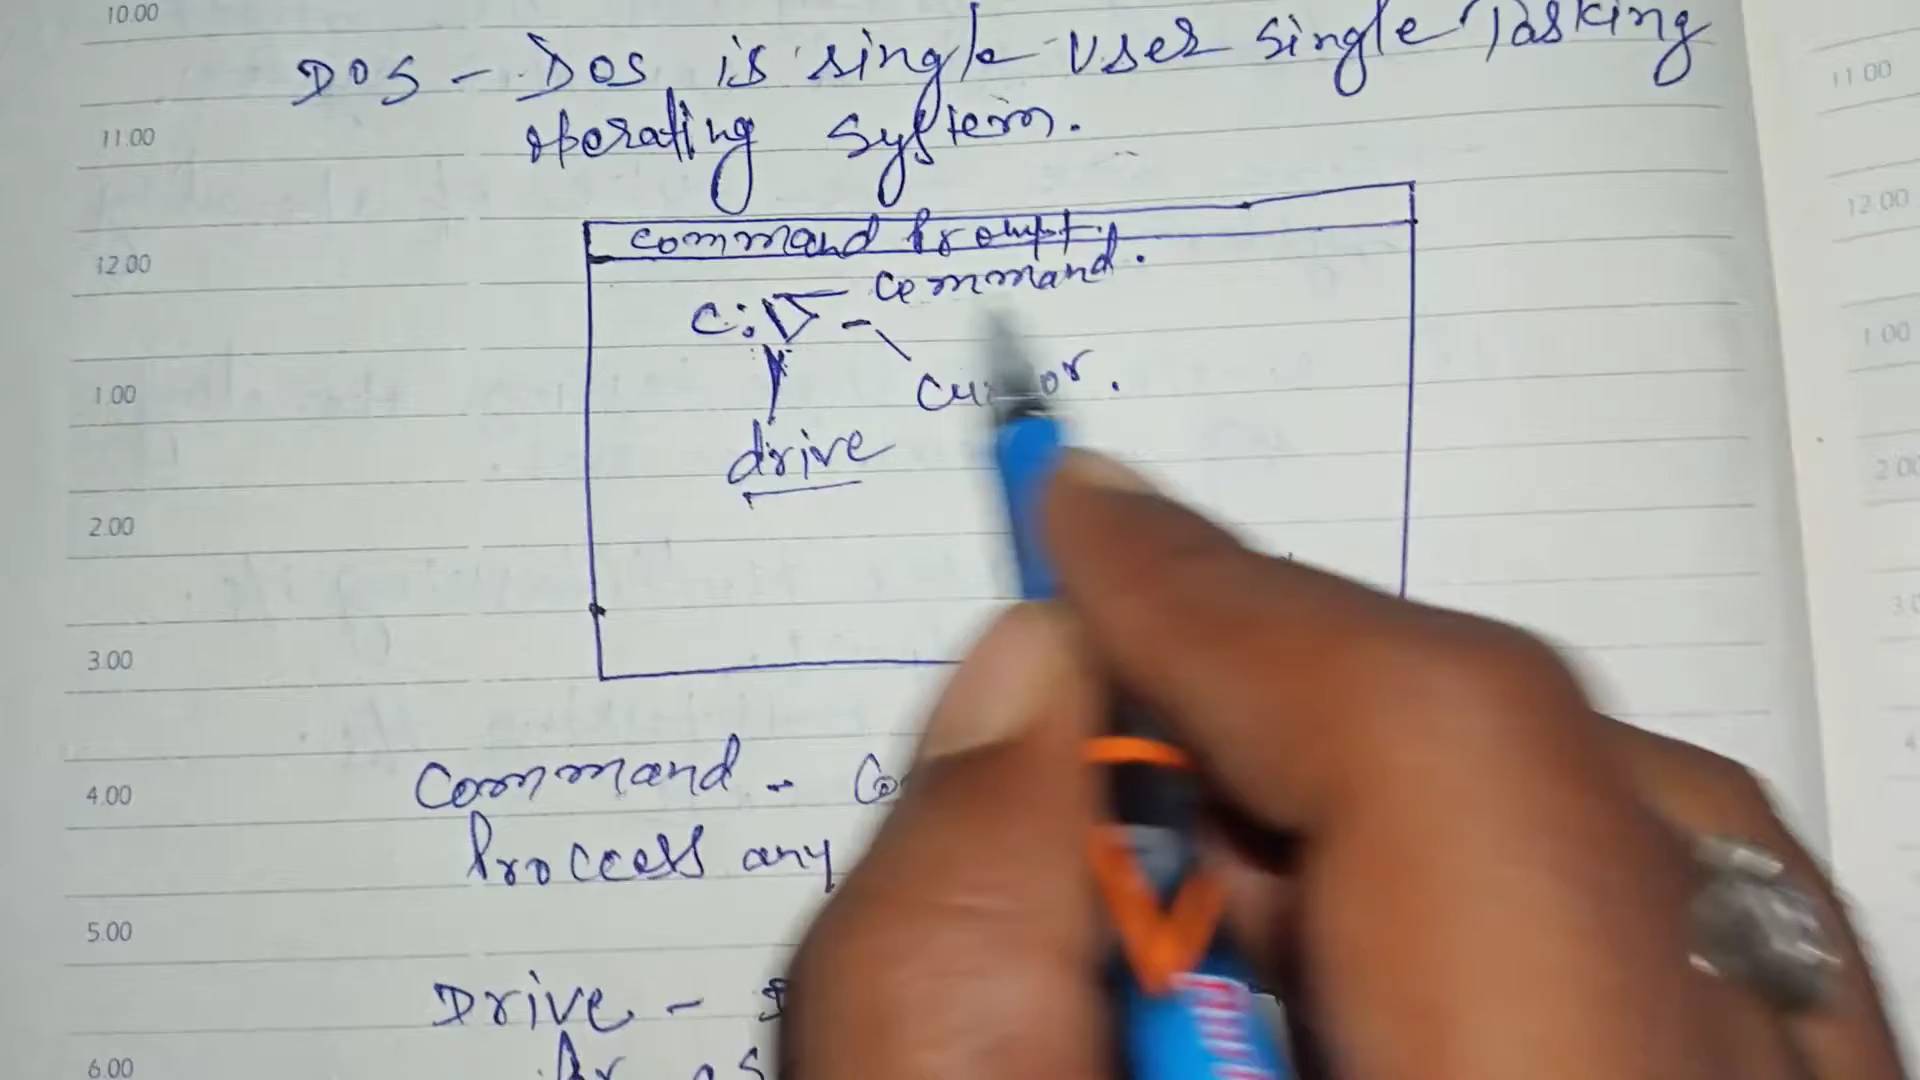 10.00
DOS - DOS is single user single Tasking
11.00
operating system.
11.00
12.00
command Prompt.
12.00
command.
C:\>-
1.00
cursor.
1.00
drive
2.00
2.00
3.00
4.00
Command -
Process any
5.00
Drive -
6.00